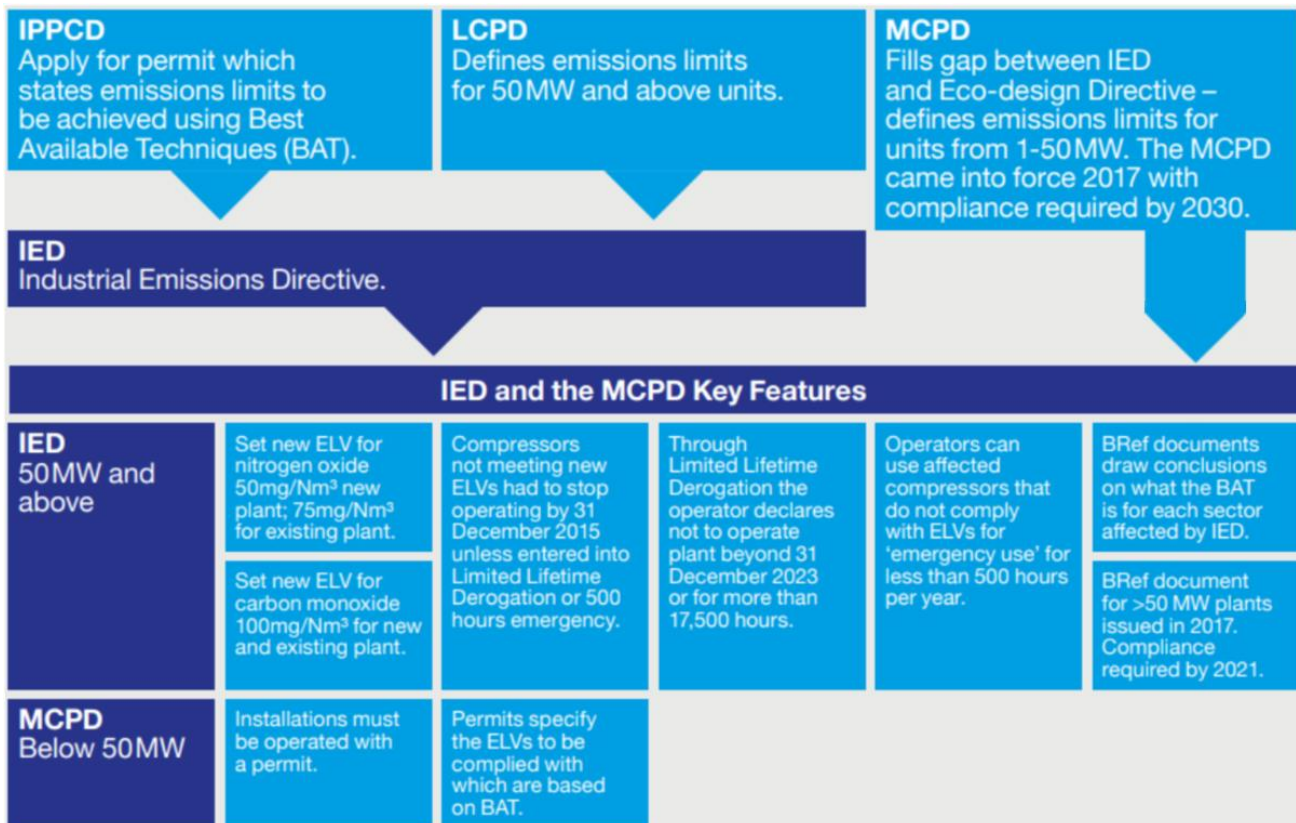 IPPCD
Apply for permit which
states emissions limits to
be achieved using Best
Available Techniques (BAT).
LCPD
Defines emissions limits
for 50MW and above units.
MCPD
Fills gap between IED
and Eco-design Directive –
defines emissions limits for
units from 1-50MW. The MCPD
came into force 2017 with
compliance required by 2030.
IED
Industrial Emissions Directive.
IED and the MCPD Key Features
IED
50MW and
above
Set new ELV for
nitrogen oxide
50mg/Nm³ new
plant; 75mg/Nm³
for existing plant.
Set new ELV for
carbon monoxide
100mg/Nm³ for new
and existing plant.
Compressors
not meeting new
ELVs had to stop
operating by 31
December 2015
unless entered into
Limited Lifetime
Derogation or 500
hours emergency.
Through
Limited Lifetime
Derogation the
operator declares
not to operate
plant beyond 31
December 2023
or for more than
17,500 hours.
Operators can
use affected
compressors that
do not comply
with ELVs for
‘emergency use’ for
less than 500 hours
per year.
BRef documents
draw conclusions
on what the BAT
is for each sector
affected by IED.
BRef document
for >50 MW plants
issued in 2017.
Compliance
required by 2021.
MCPD
Below 50MW
Installations must
be operated with
a permit.
Permits specify
the ELVs to be
complied with
which are based
on BAT.